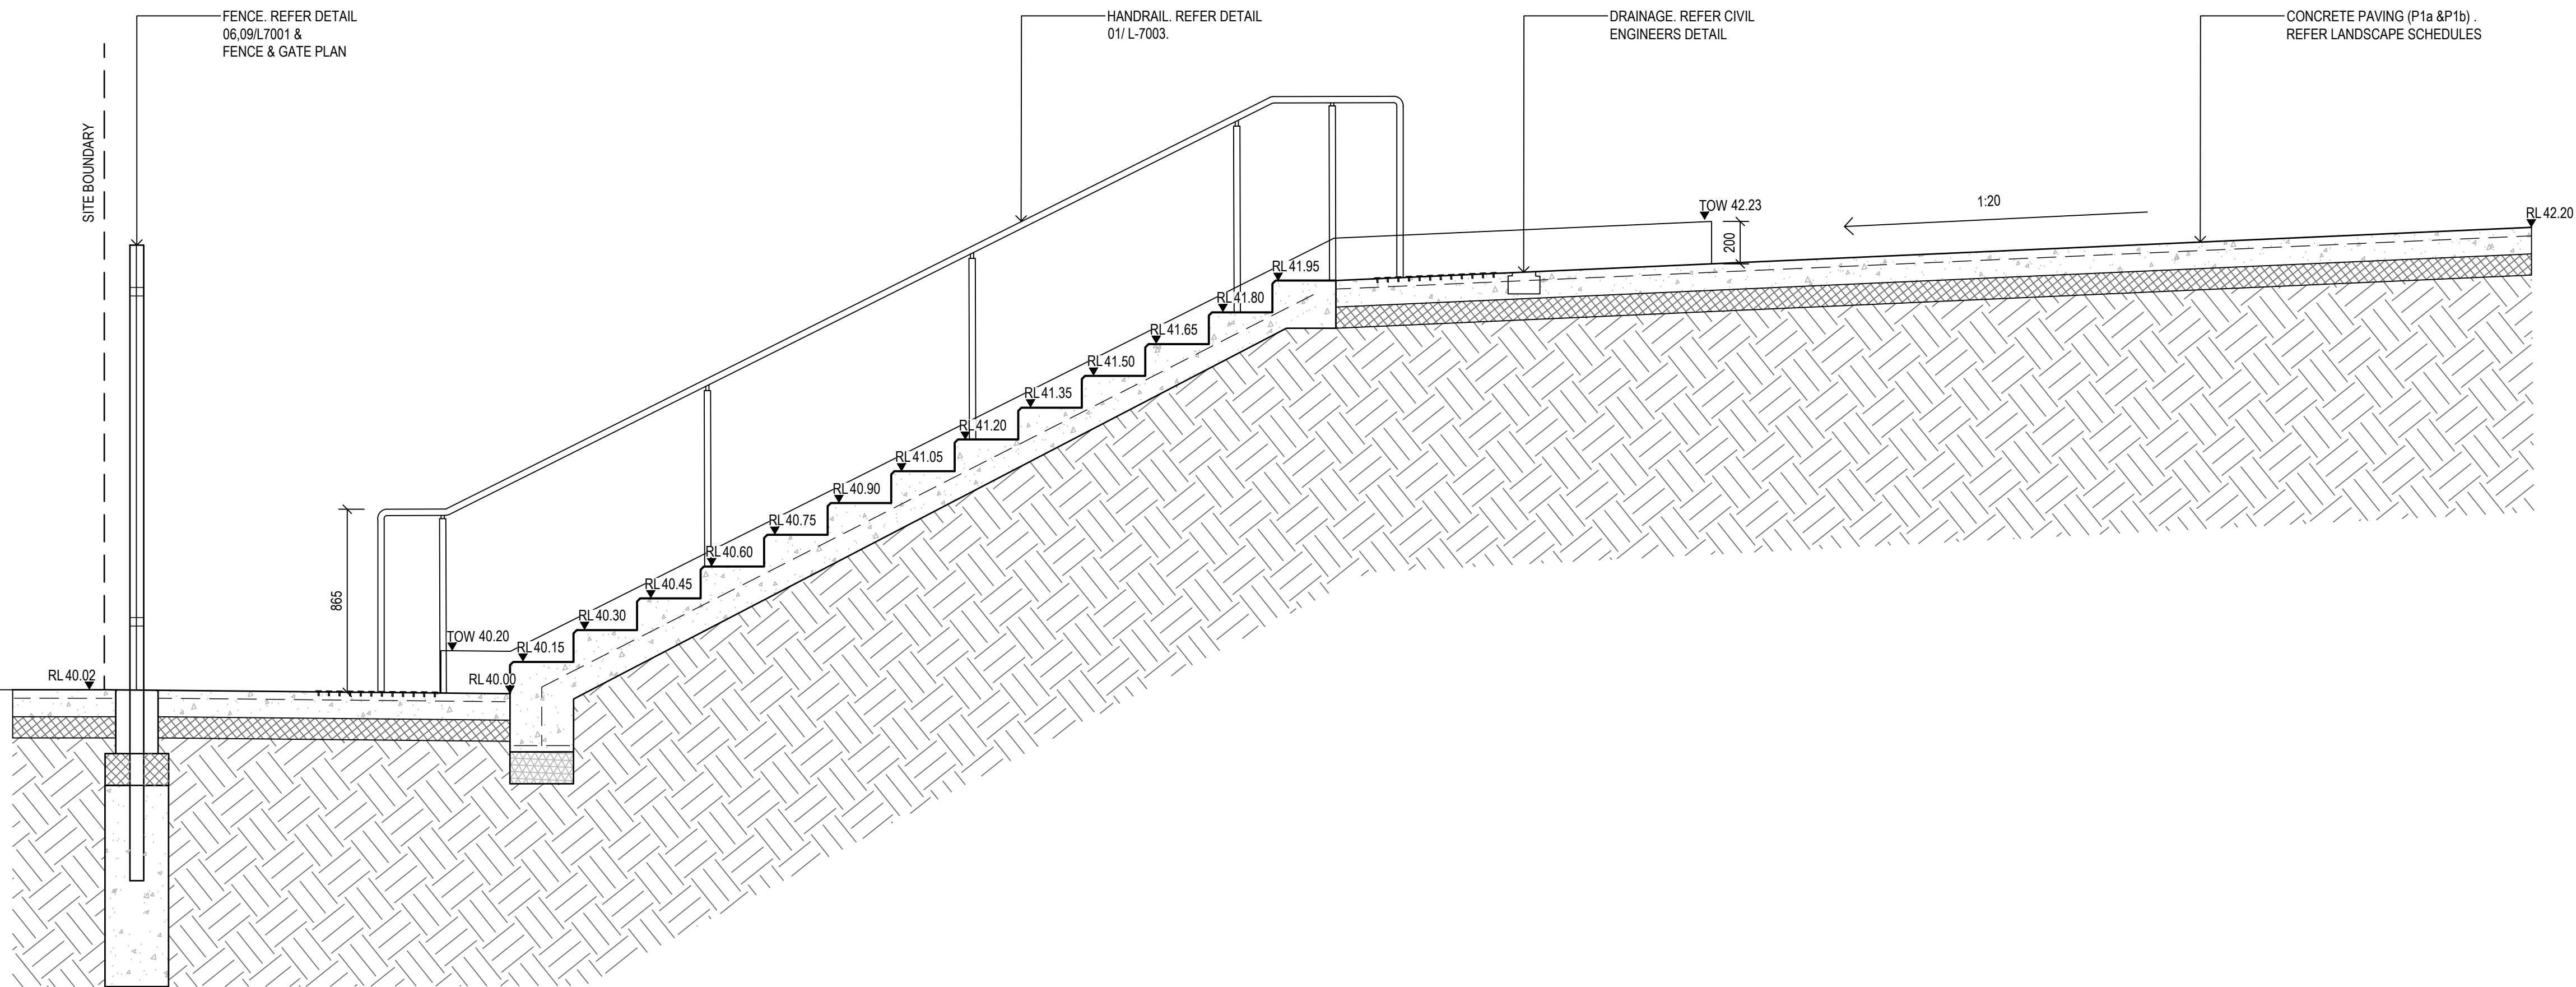 FENCE. REFER DETAIL
06,09/L7001 &
FENCE & GATE PLAN
HANDRAIL. REFER DETAIL
01/ L-7003.
DRAINAGE. REFER CIVIL
ENGINEERS DETAIL
CONCRETE PAVING (P1a &P1b) .
REFER LANDSCAPE SCHEDULES
SITE BOUNDARY
1:20
TOW 42.23
200
RL 42.20
RL 41.95
RL 41.80
RL 41.65
RL 41.50
RL 41.35
RL 41.20
RL 41.05
RL 40.90
RL 40.75
RL 40.60
RL 40.45
RL 40.30
865
TOW 40.20
RL 40.15
RL 40.02
RL 40.00